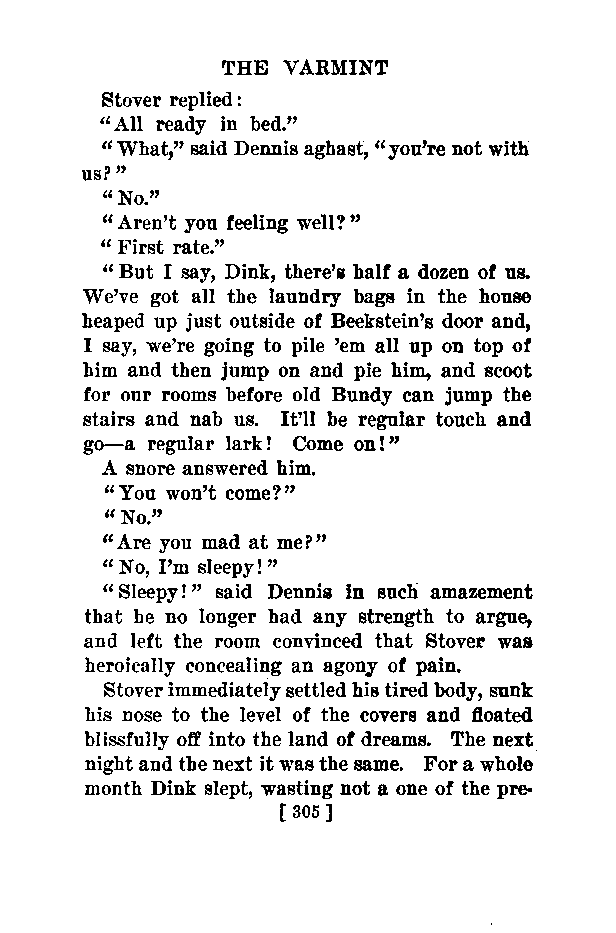 THE VARMINT
Stover replied:
“All ready in bed.”
“What,” said Dennis aghast, “you’re not with
us?”
“No.”
“Aren’t you feeling well?”
“First rate.”
“But I say, Dink, there’s half a dozen of us.
We’ve got all the laundry bags in the house
heaped up just outside of Beekstein’s door and,
I say, we’re going to pile ’em all up on top of
him and then jump on and pie him, and scoot
for our rooms before old Bundy can jump the
stairs and nab us. It’ll be regular touch and
go—a regular lark! Come on!”
A snore answered him.
“You won’t come?”
“No.”
“Are you mad at me?”
“No, I’m sleepy!”
“Sleepy!” said Dennis in such amazement
that he no longer had any strength to argue,
and left the room convinced that Stover was
heroically concealing an agony of pain.
Stover immediately settled his tired body, sunk
his nose to the level of the covers and floated
blissfully off into the land of dreams. The next
night and the next it was the same. For a whole
month Dink slept, wasting not a one of the pre-
[ 305 ]